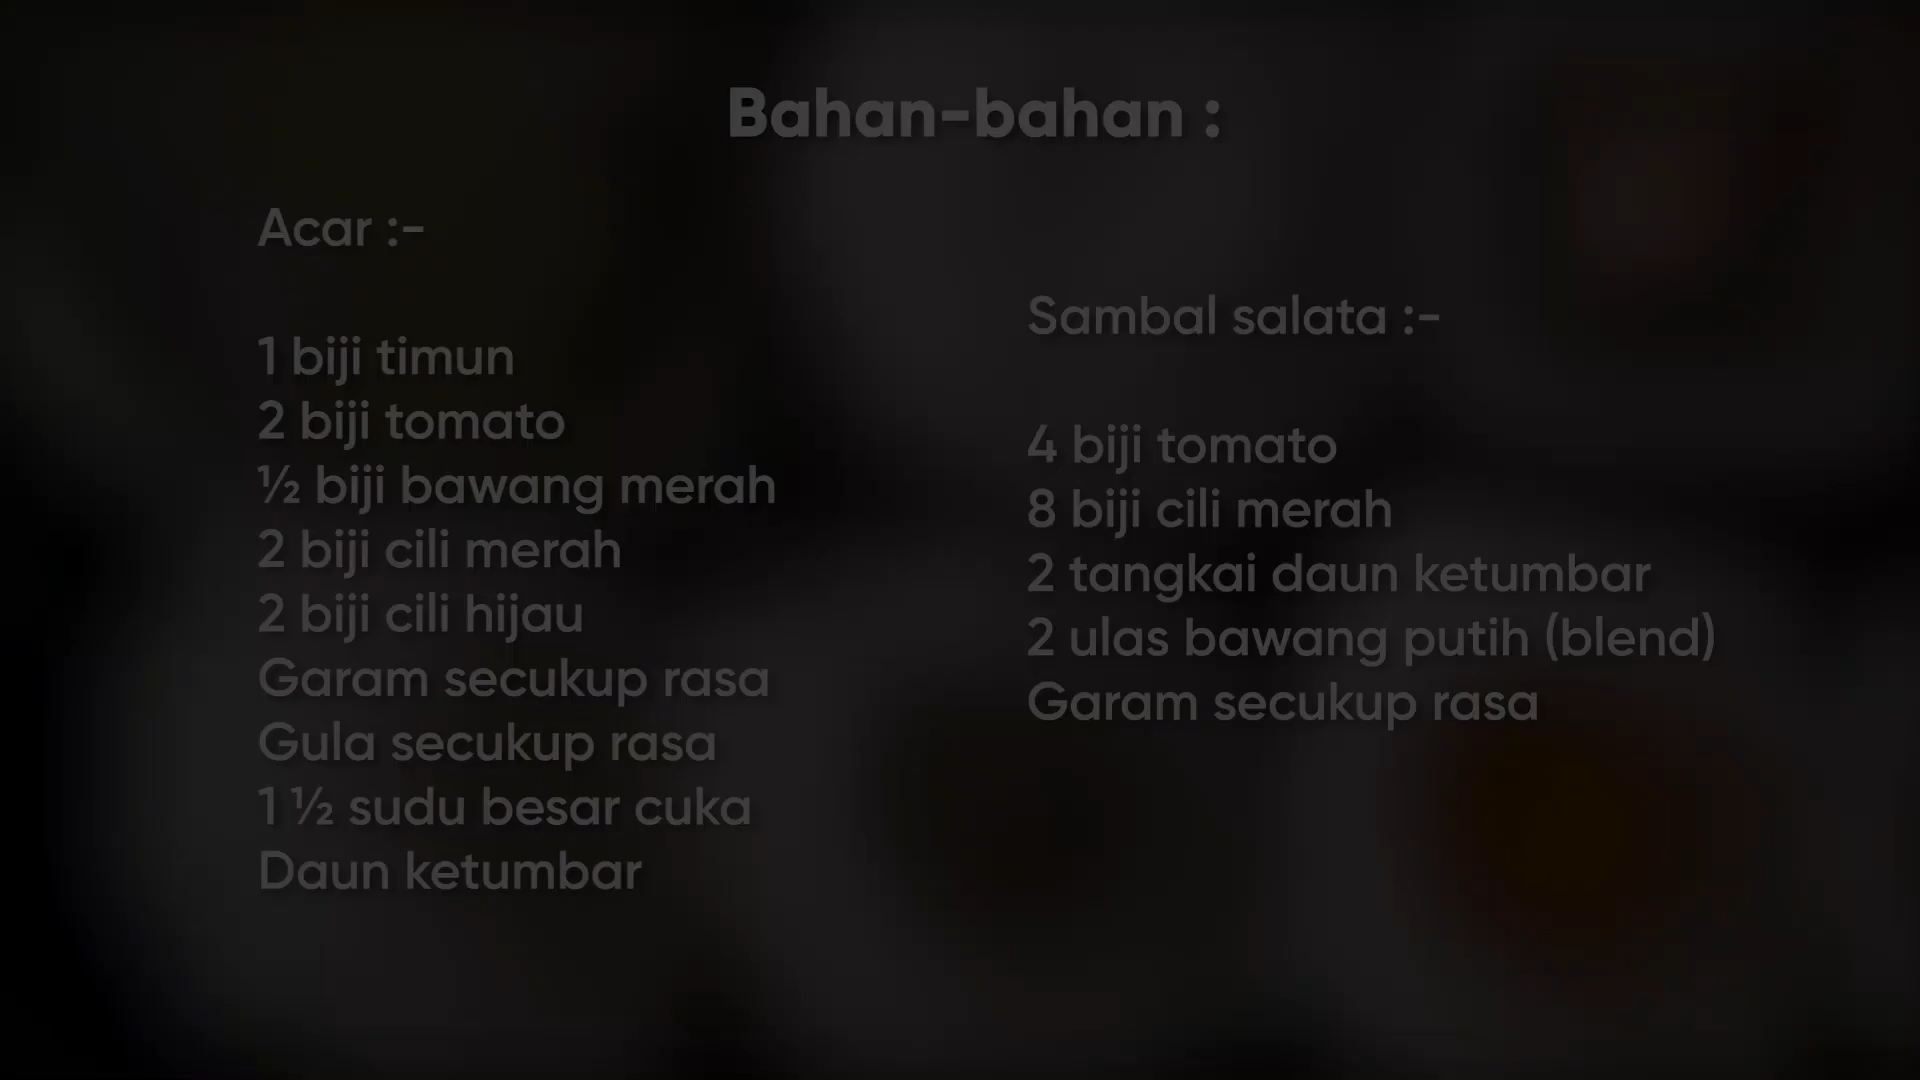 Bahan-bahan :
Acar :-
1 biji timun
2 biji tomato
½ biji bawang merah
2 biji cili merah
2 biji cili hijau
Garam secukup rasa
Gula secukup rasa
1 ½ sudu besar cuka
Daun ketumbar
Sambal salata :-
4 biji tomato
8 biji cili merah
2 tangkai daun ketumbar
2 ulas bawang putih (blend)
Garam secukup rasa